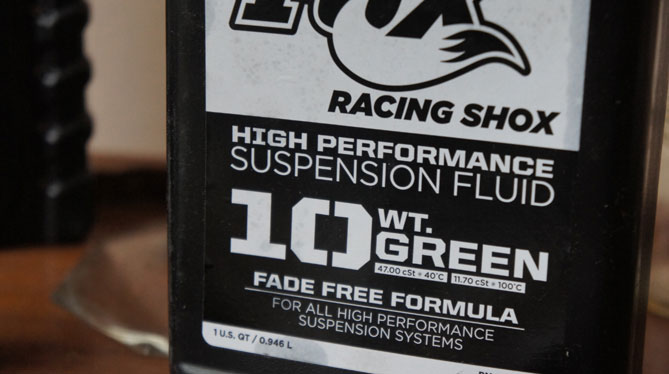 FOX
RACING SHOX
HIGH PERFORMANCE
SUSPENSION FLUID
10 WT.
GREEN
47.00 cSt = 40°C 11.70 cSt = 100°C
FADE FREE FORMULA
FOR ALL HIGH PERFORMANCE
SUSPENSION SYSTEMS
1 U.S. QT / 0.946 L